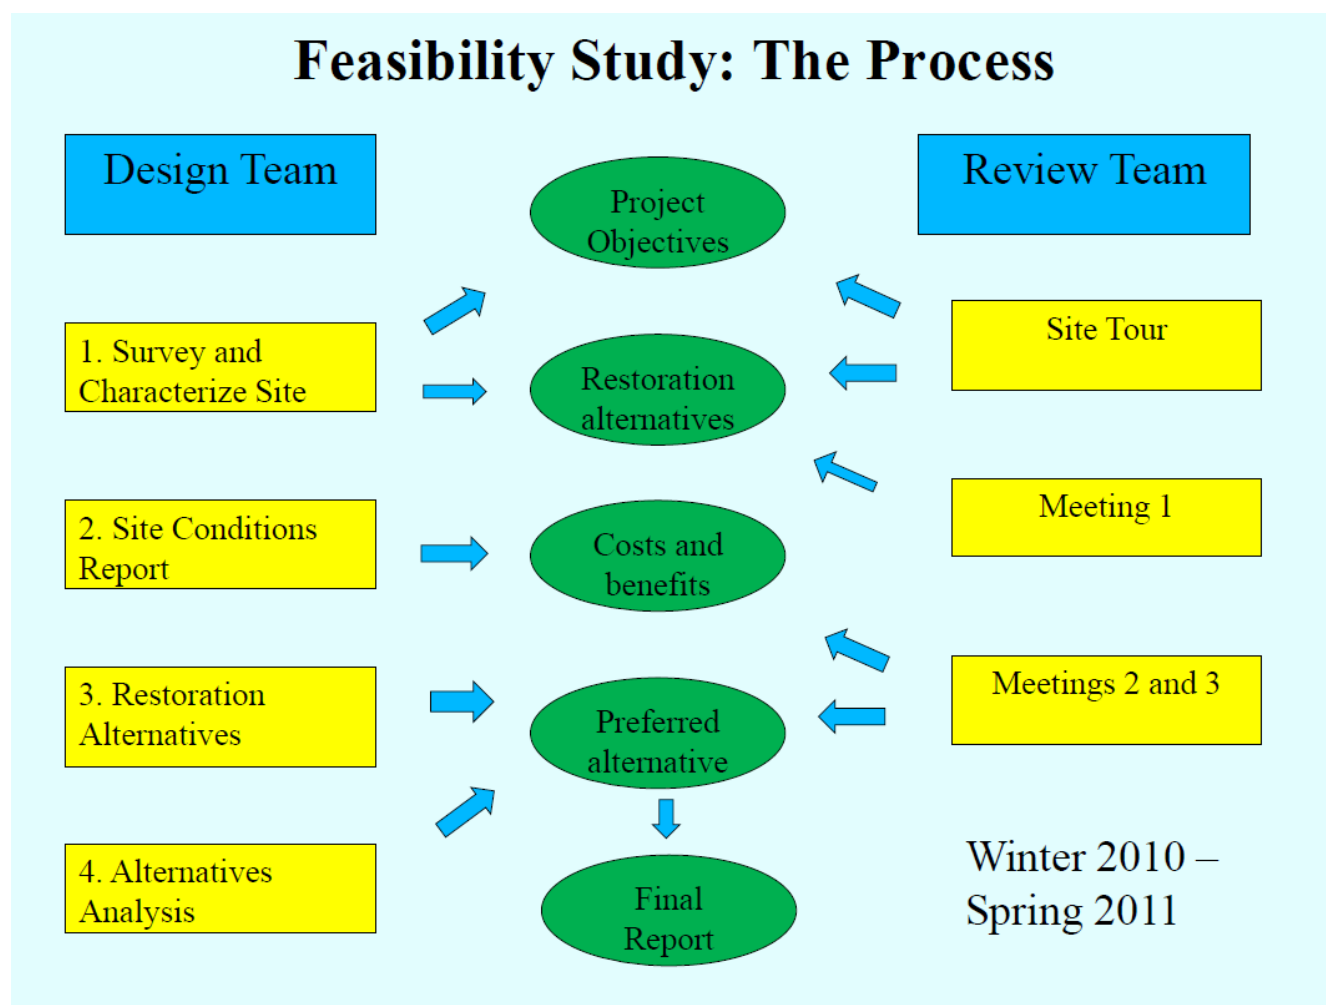 Feasibility Study: The Process
Design Team
Review Team
Project
Objectives
1. Survey and
Characterize Site
Site Tour
Restoration
alternatives
2. Site Conditions
Report
Meeting 1
Costs and
benefits
3. Restoration
Alternatives
Meetings 2 and 3
Preferred
alternative
4. Alternatives
Analysis
Final
Report
Winter 2010 –
Spring 2011